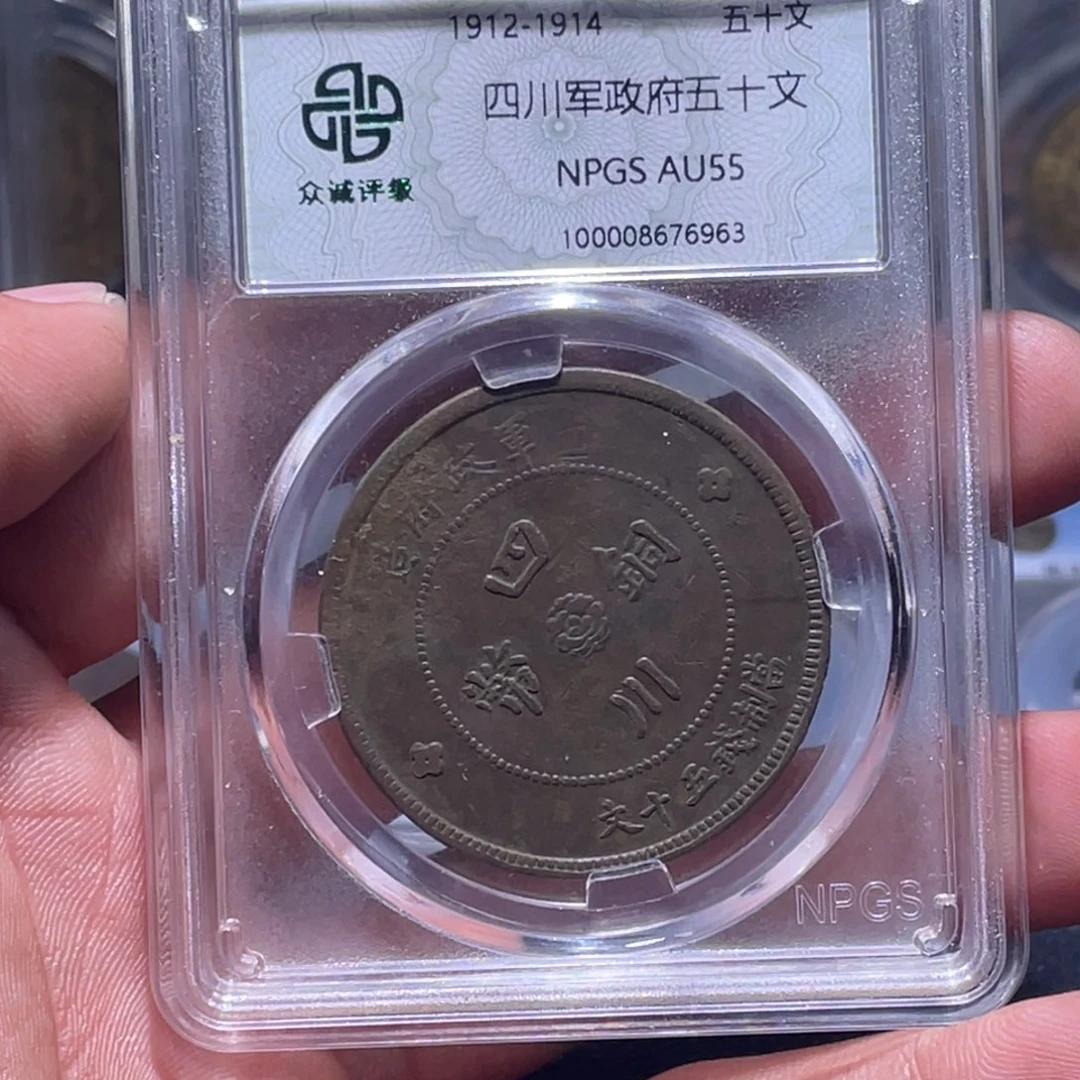 1912-1914 五十文
四川军政府五十文
众诚评级
NPGS AU55
100008676963
軍政府造
四川銅幣
當制錢五十文
NPGS